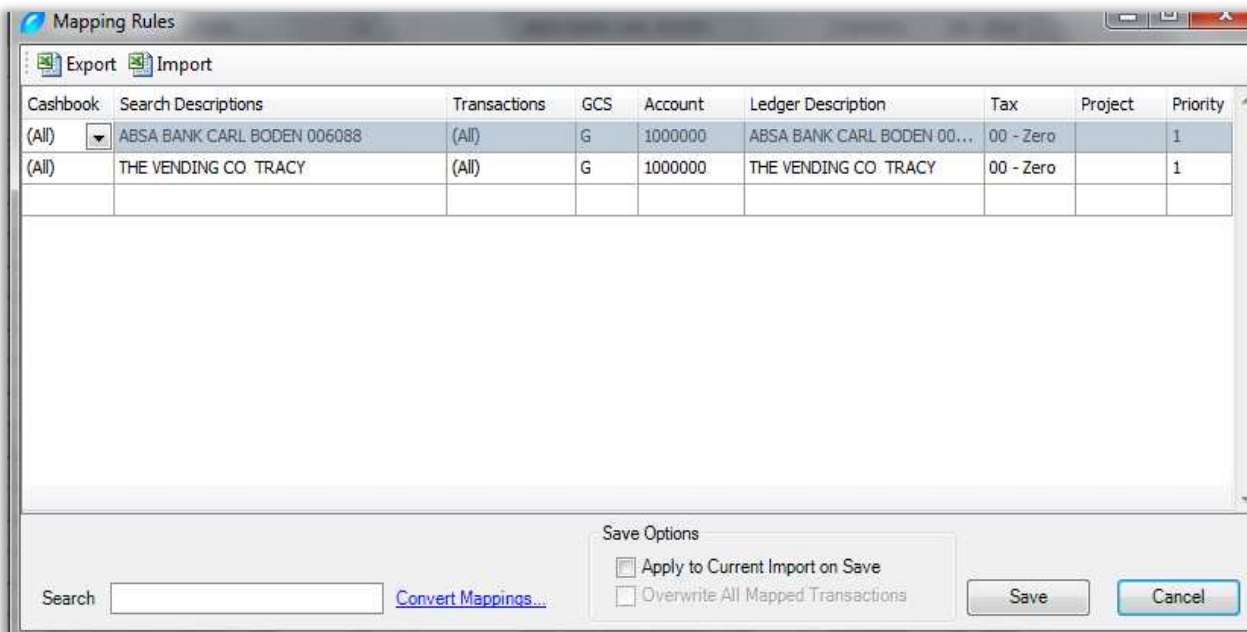 Mapping Rules
Export Import
Cashbook Search Descriptions Transactions GCS Account Ledger Description Tax Project Priority
(All) ABSA BANK CARL BODEN 006088 (All) G 1000000 ABSA BANK CARL BODEN 00... 00 - Zero 1
(All) THE VENDING CO  TRACY (All) G 1000000 THE VENDING CO  TRACY 00 - Zero 1
Save Options
Apply to Current Import on Save
Search Convert Mappings... Overwrite All Mapped Transactions Save Cancel